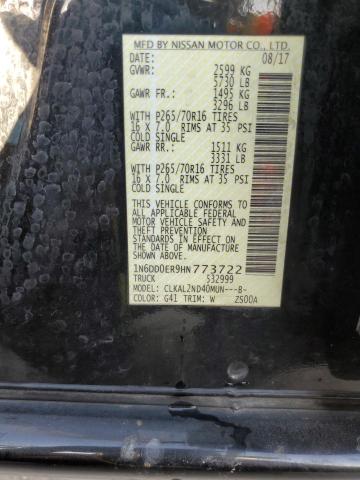 MFD BY NISSAN MOTOR CO., LTD.
DATE: 08/17
GVWR: 2599 KG
5730 LB
GAWR FR.: 1495 KG
3296 LB
WITH P265/70R16 TIRES
16 X 7.0 RIMS AT 35 PSI
COLD SINGLE
GAWR RR.: 1511 KG
3331 LB
WITH P265/70R16 TIRES
16 X 7.0 RIMS AT 35 PSI
COLD SINGLE
THIS VEHICLE CONFORMS TO
ALL APPLICABLE FEDERAL
MOTOR VEHICLE SAFETY AND
THEFT PREVENTION
STANDARDS IN EFFECT ON
THE DATE OF MANUFACTURE
SHOWN ABOVE.
1N6DD0ER9HN773722
TRUCK 532999
MODEL: CLKAL2ND40MUN---B-
COLOR: G41 TRIM: W ZS00A